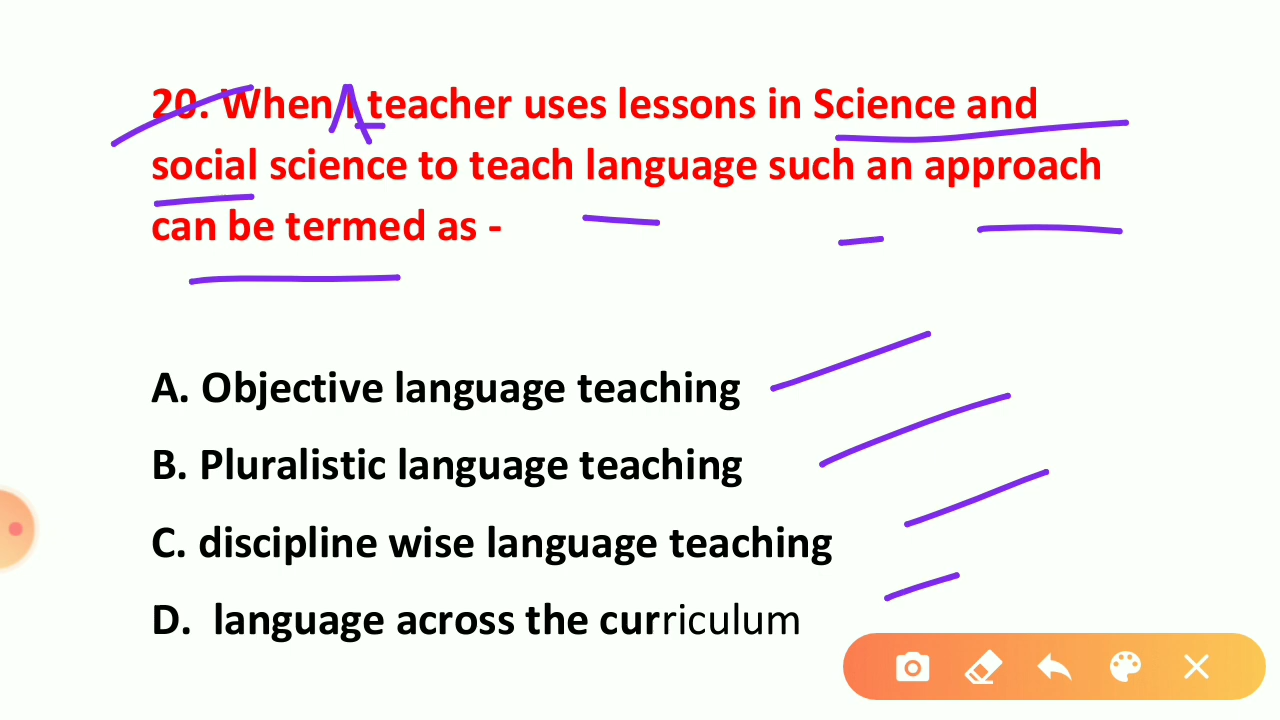 20. When A teacher uses lessons in Science and
social science to teach language such an approach
can be termed as -
A. Objective language teaching
B. Pluralistic language teaching
C. discipline wise language teaching
D. language across the curriculum